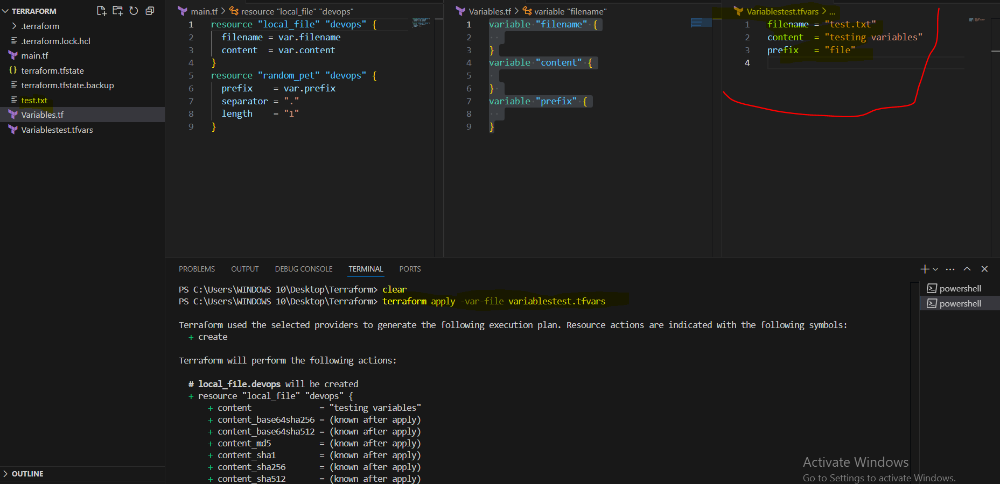 TERRAFORM
.terraform
.terraform.lock.hcl
main.tf
{} terraform.tfstate
terraform.tfstate.backup
test.txt
Variables.tf
Variablestest.tfvars
OUTLINE
main.tf > resource "local_file" "devops"
1 resource "local_file" "devops" {
2 filename = var.filename
3 content = var.content
4 }
5 resource "random_pet" "devops" {
6 prefix = var.prefix
7 separator = "."
8 length = "1"
9 }
Variables.tf > variable "filename"
1 variable "filename" {
2
3 }
4 variable "content" {
5
6 }
7 variable "prefix" {
8
9 }
Variablestest.tfvars > ...
1 filename = "test.txt"
2 content = "testing variables"
3 prefix = "file"
4
PROBLEMS OUTPUT DEBUG CONSOLE TERMINAL PORTS
PS C:\Users\WINDOWS 10\Desktop\Terraform> clear
PS C:\Users\WINDOWS 10\Desktop\Terraform> terraform apply -var-file variablestest.tfvars
Terraform used the selected providers to generate the following execution plan. Resource actions are indicated with the following symbols:
+ create
Terraform will perform the following actions:
# local_file.devops will be created
+ resource "local_file" "devops" {
+ content = "testing variables"
+ content_base64sha256 = (known after apply)
+ content_base64sha512 = (known after apply)
+ content_md5 = (known after apply)
+ content_sha1 = (known after apply)
+ content_sha256 = (known after apply)
+ content_sha512 = (known after apply)
powershell
powershell
Activate Windows
Go to Settings to activate Windows.